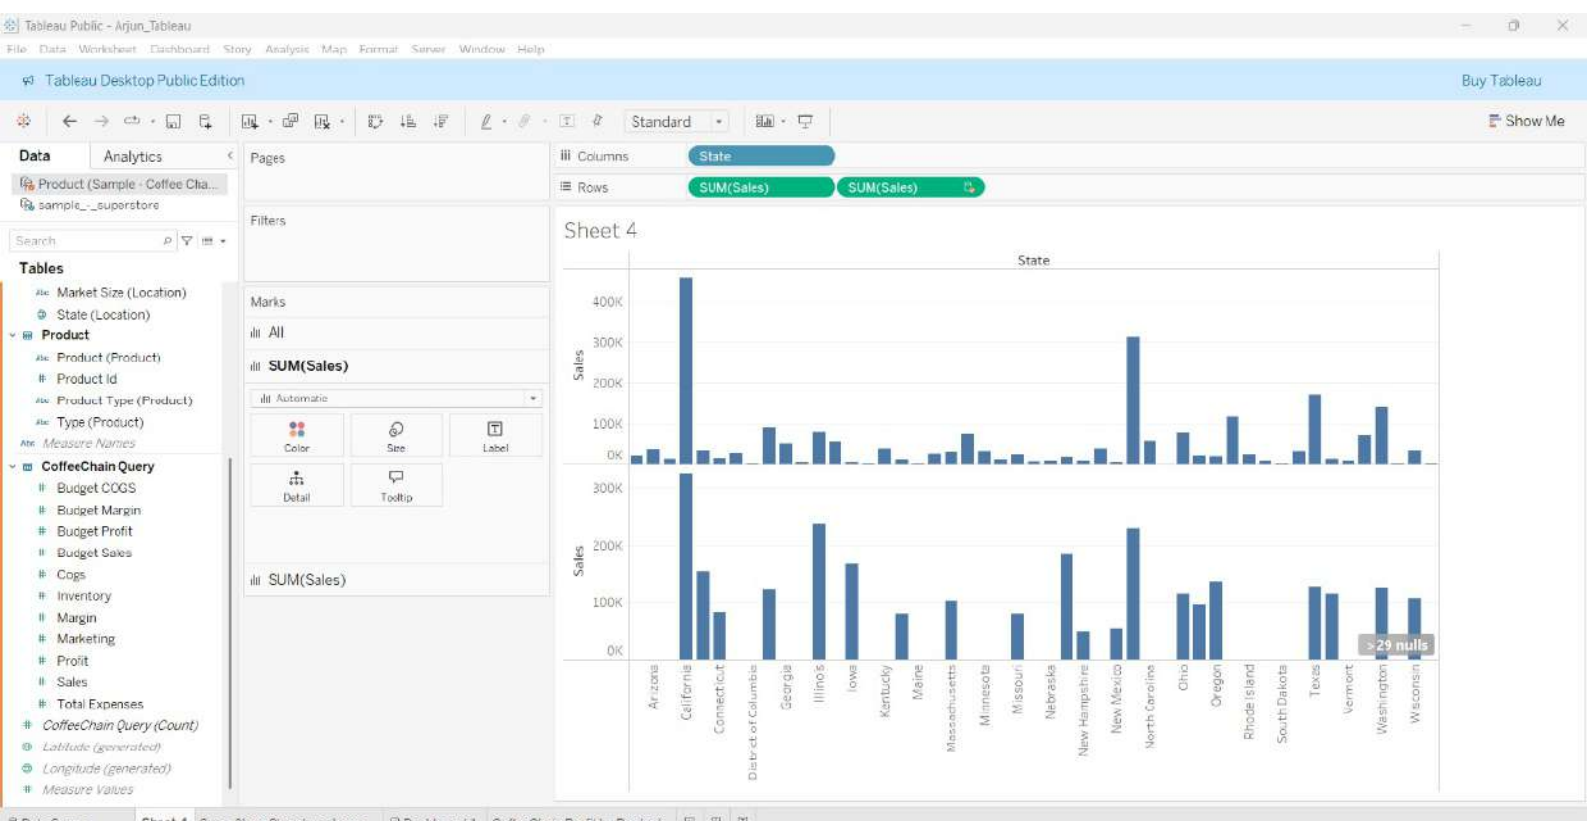 Tableau Public - Arjun_Tableau
File Data Worksheet Dashboard Story Analysis Map Format Server Window Help
Tableau Desktop Public Edition
Buy Tableau
Standard
Show Me
Data
Analytics
Pages
Columns
State
Product (Sample - Coffee Cha...
sample_-_superstore
Rows
SUM(Sales)
SUM(Sales)
Filters
Search
Sheet 4
Tables
State
Abc Market Size (Location)
State (Location)
Product
Abc Product (Product)
# Product Id
Abc Product Type (Product)
Abc Type (Product)
Abc Measure Names
CoffeeChain Query
# Budget COGS
# Budget Margin
# Budget Profit
# Budget Sales
# Cogs
# Inventory
# Margin
# Marketing
# Profit
# Sales
# Total Expenses
# CoffeeChain Query (Count)
Latitude (generated)
Longitude (generated)
# Measure Values
Marks
All
SUM(Sales)
Automatic
Color
Size
Label
Detail
Tooltip
SUM(Sales)
Sales
400K
300K
200K
100K
0K
Sales
300K
200K
100K
0K
>29 nulls
Arizona
California
Connecticut
District of Columbia
Georgia
Illinois
Iowa
Kentucky
Maine
Massachusetts
Minnesota
Missouri
Nebraska
New Hampshire
New Mexico
North Carolina
Ohio
Oregon
Rhode Island
South Dakota
Texas
Vermont
Washington
Wisconsin
Sheet 4